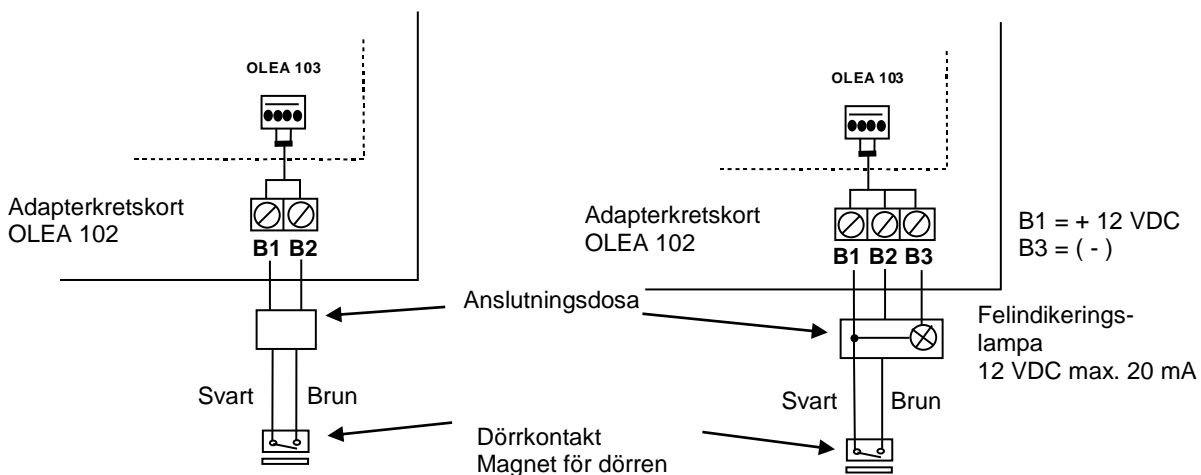 OLEA 103
Adapterkretskort
OLEA 102
B1 B2
Anslutningsdosa
Svart Brun
Dörrkontakt
Magnet för dörren
OLEA 103
Adapterkretskort
OLEA 102
B1 B2 B3
B1 = + 12 VDC
B3 = ( - )
Felindikerings-
lampa
12 VDC max. 20 mA
Svart Brun